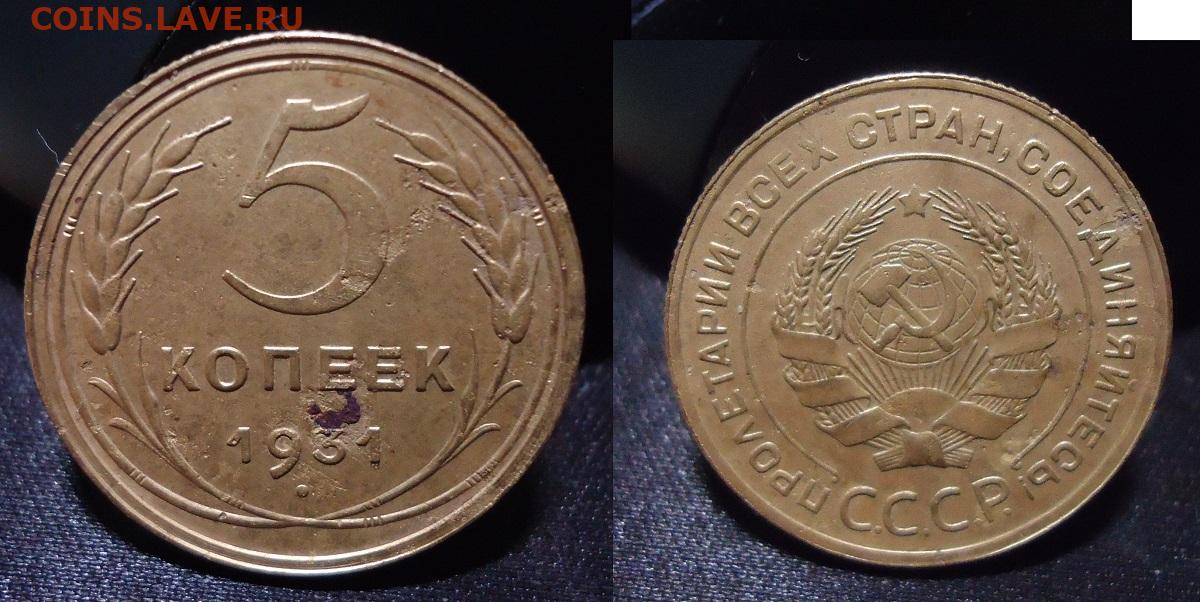 COINS.LAVE.RU
5
КОПЕЕК
1931
ПРОЛЕТАРИИ ВСЕХ СТРАН, СОЕДИНЯЙТЕСЬ!
С.С.С.Р.